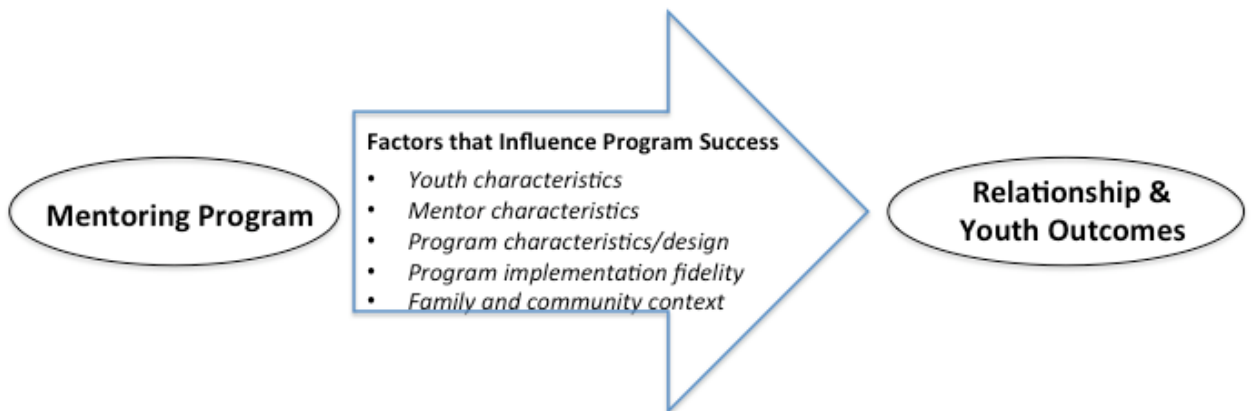 Mentoring Program
Factors that Influence Program Success
• Youth characteristics
• Mentor characteristics
• Program characteristics/design
• Program implementation fidelity
• Family and community context
Relationship &
Youth Outcomes